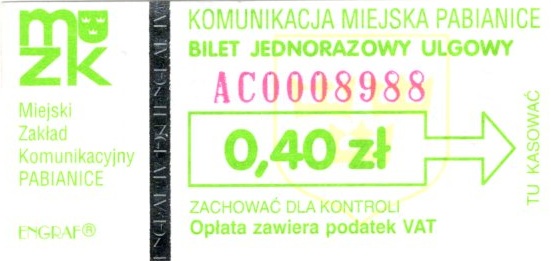 mzk
Miejski
Zakład
Komunikacyjny
PABIANICE
ENGRAF®
KOMUNIKACJA MIEJSKA PABIANICE
BILET JEDNORAZOWY ULGOWY
AC0008988
0,40 zł
ZACHOWAĆ DLA KONTROLI
Opłata zawiera podatek VAT
TU KASOWAĆ